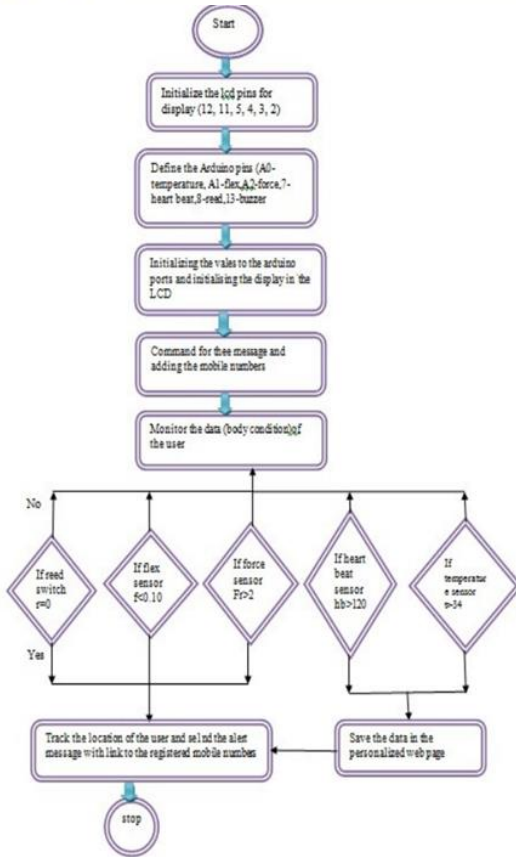 Start
Initialize the lcd pins for
display (12, 11, 5, 4, 3, 2)
Define the Arduino pins (A0-
temperature, A1-flex,A2-force,7-
heart beat,8-reed,13-buzzer
Initializing the vales to the arduino
ports and initialising the display in 'the
LCD
Command for thee message and
adding the mobile numbers
Monitor the data (body condition)of
the user
No
If reed
switch
r=0
If flex
sensor
f<0.10
If force
sensor
Fr>2
If heart
beat
sensor
hb>120
If
temperatur
e sensor
t>34
Yes
Track the location of the user and selnd the alert
message with link to the registered mobile numbers
Save the data in the
personalized web page
stop